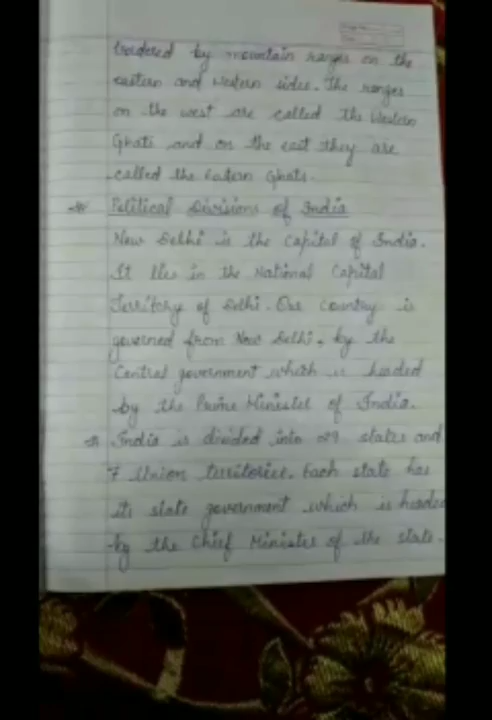 bordered by mountain ranges on the
eastern and western sides. The ranges
on the west are called the Western
Ghats and on the east they are
called the Eatern Ghats.
Political Divisions of India
New Delhi is the Capital of India.
It lies in the National Capital
Territory of Delhi. Our country is
governed from New Delhi, by the
Central government which is headed
by the Prime Minister of India.
India is divided into 29 states and
7 Union territories. Each state has
its state government which is heade
by the Chief Minister of the state.